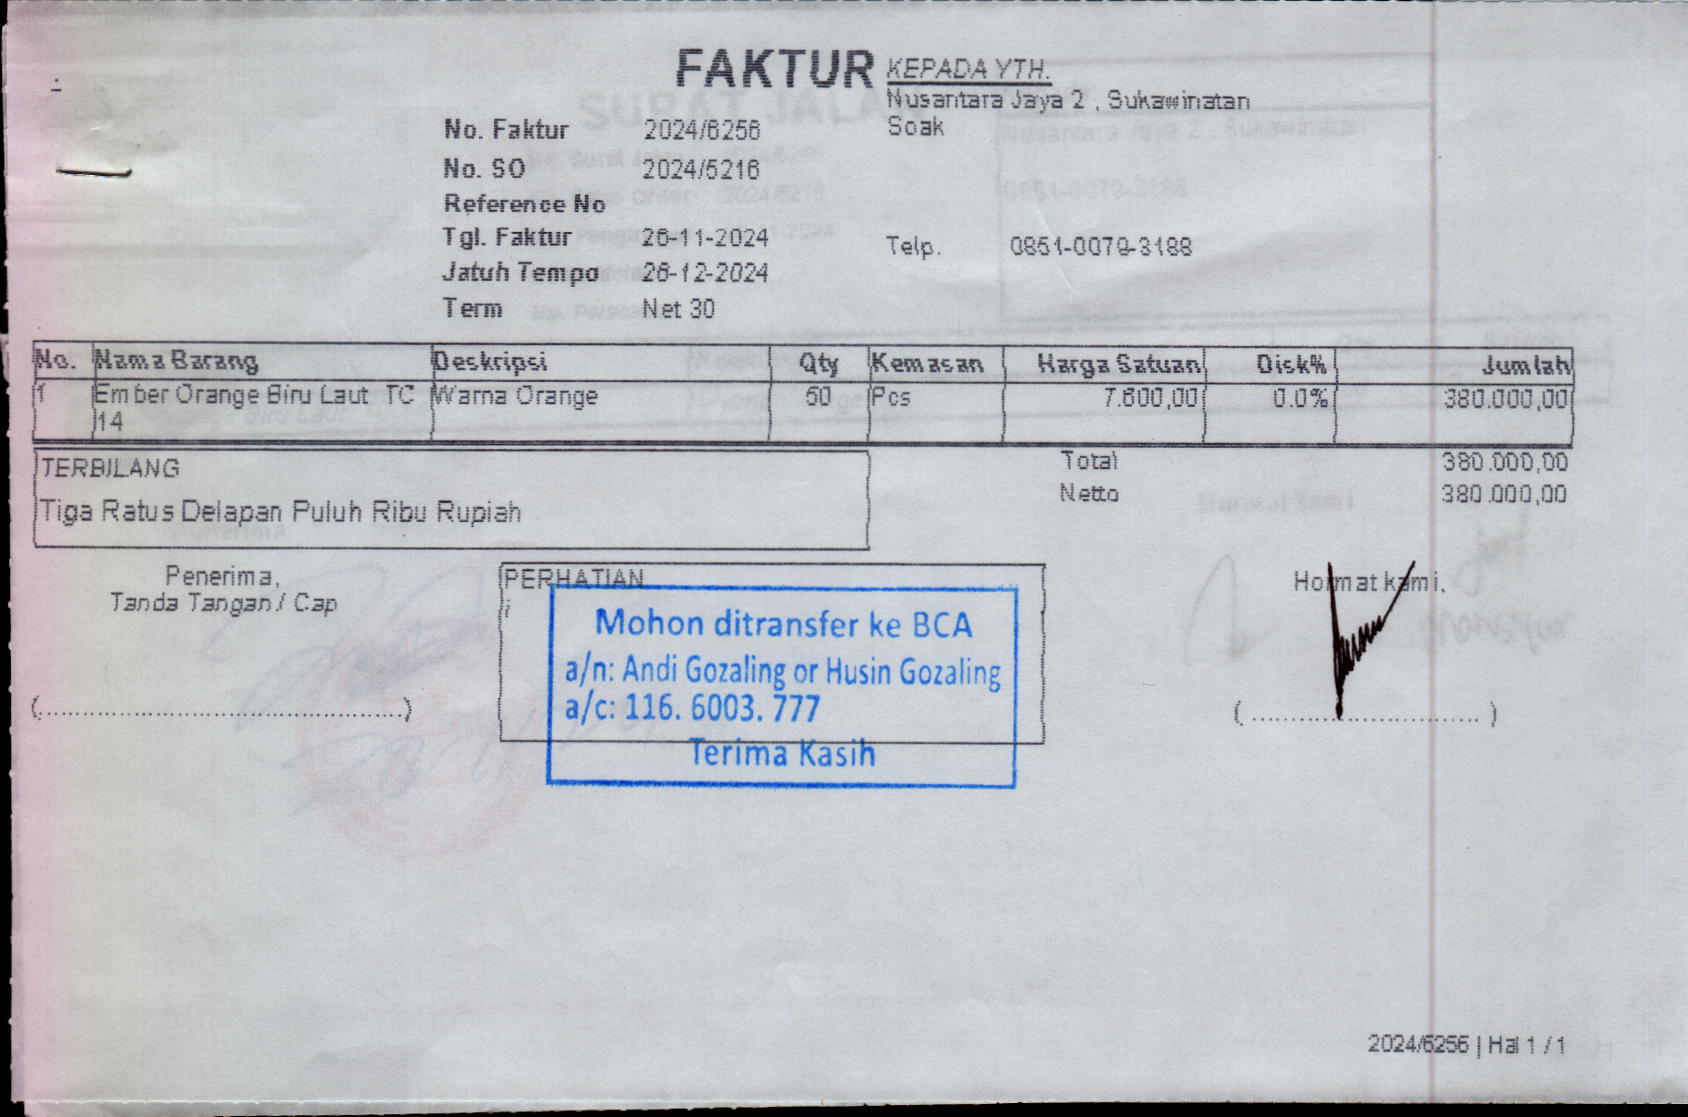 FAKTUR
KEPADA YTH.
Nusantara Jaya 2 , Sukawinatan
Soak
No. Faktur 2024/6256
No. SO 2024/5216
Reference No
Tgl. Faktur 26-11-2024
Telp. 0851-0079-3188
Jatuh Tempo 26-12-2024
Term Net 30
No. Nama Barang Deskripsi Qty Kemasan Harga Satuan Disk% Jumlah
1 Ember Orange Biru Laut TC Warna Orange 50 Pcs 7.600,00 0.0% 380.000,00
14
TERBILANG
Tiga Ratus Delapan Puluh Ribu Rupiah
Total 380.000,00
Netto 380.000,00
Penerima,
Tanda Tangan / Cap
(............................................)
PERHATIAN
Mohon ditransfer ke BCA
a/n: Andi Gozaling or Husin Gozaling
a/c: 116. 6003. 777
Terima Kasih
Hormat kami,
( .............................. )
2024/6256 | Hal 1 / 1